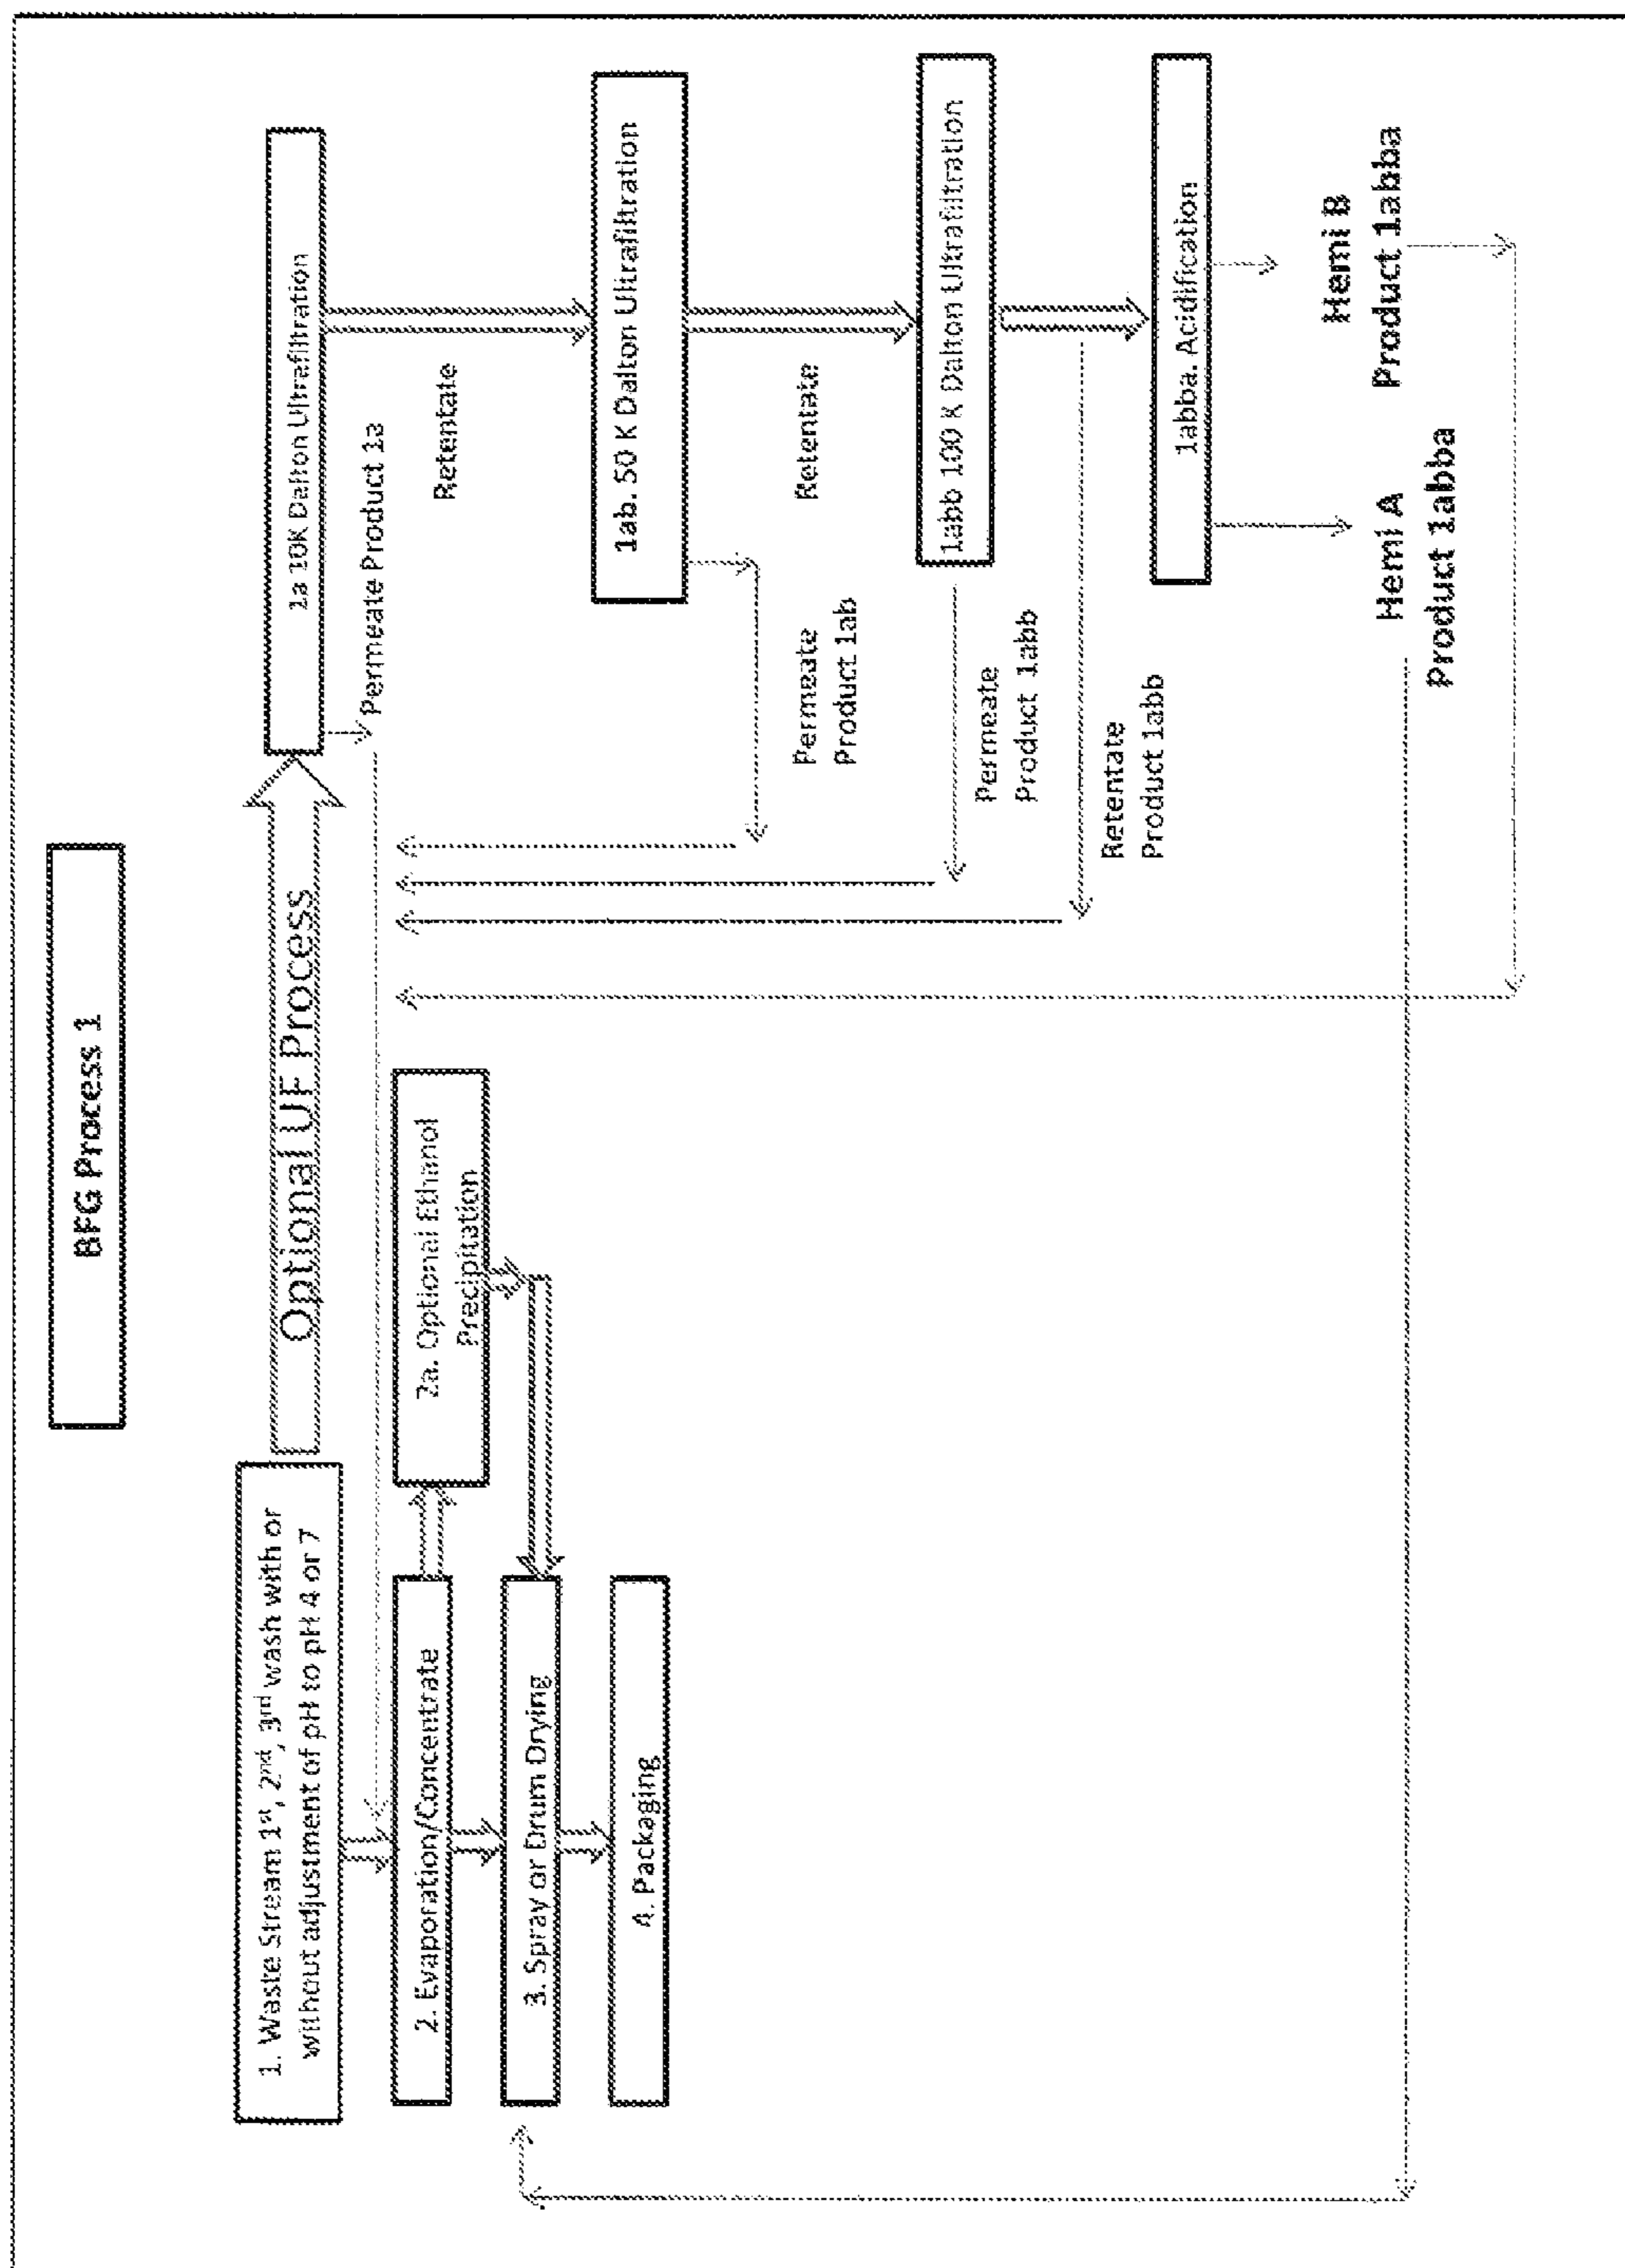 BFG Process 1
1. Waste Stream 1st, 2nd, 3rd wash with or
without adjustment of pH to pH 4 or 7
Optional UF Process
1a 10K Dalton Ultrafiltration
Permeate Product 1a
Retentate
2. Evaporation/Concentrate
2a. Optional Ethanol
Precipitation
3. Spray or Drum Drying
4. Packaging
1ab. 50 K Dalton Ultrafiltration
Permeate
Product 1ab
Retentate
1abb 100 K Dalton Ultrafiltration
Permeate
Product 1abb
Retentate
Product 1abb
1abba. Acidification
Hemi A
Product 1abba
Hemi B
Product 1abba